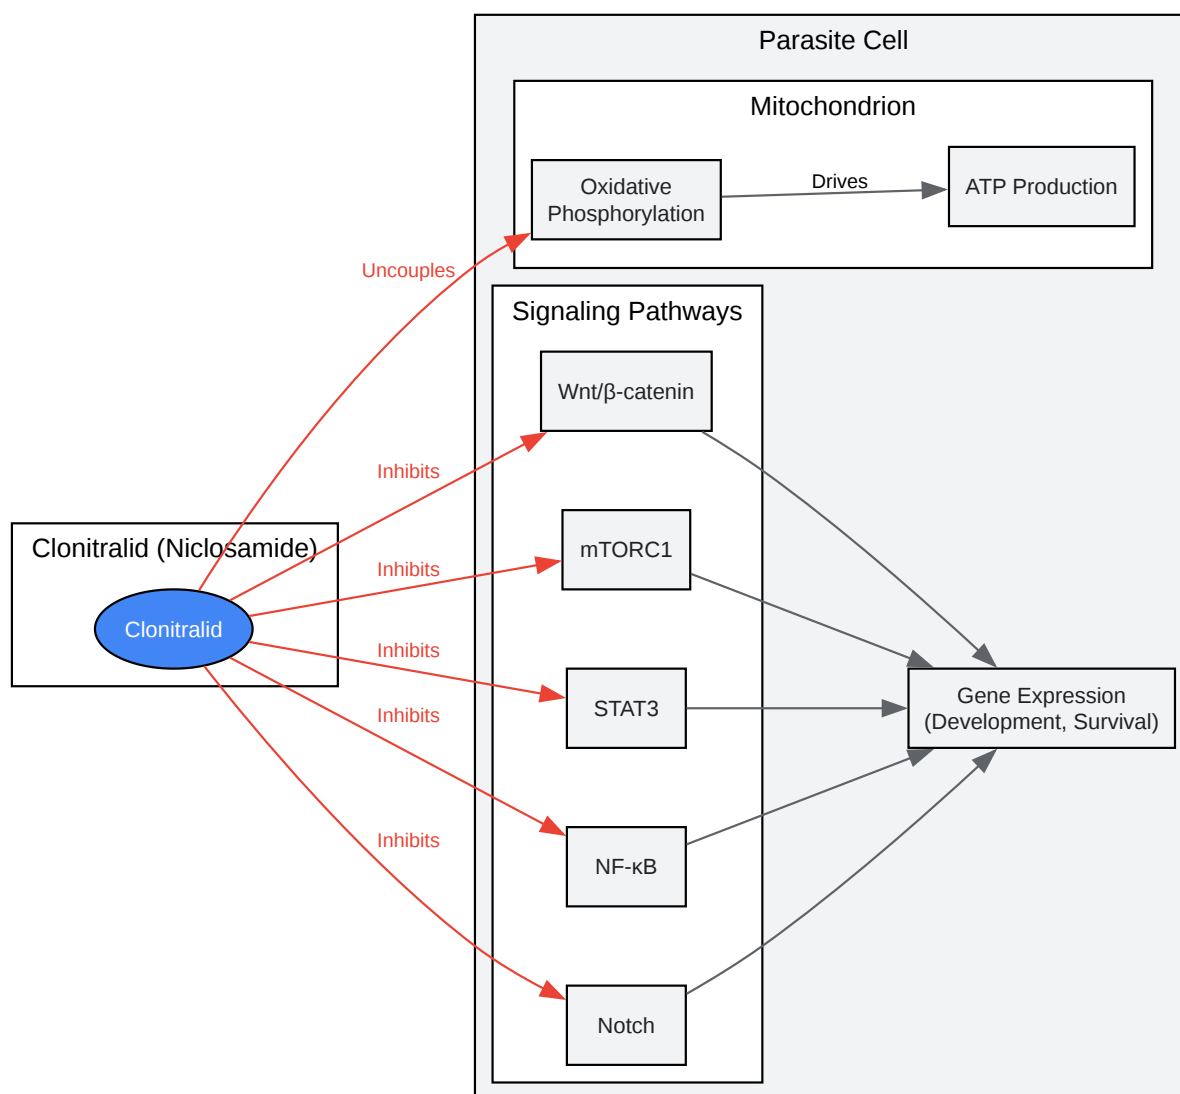 Parasite Cell
Mitochondrion
Oxidative
Phosphorylation
Drives
ATP Production
Uncouples
Signaling Pathways
Wnt/β-catenin
Inhibits
Clonitralid (Niclosamide)
mTORC1
Inhibits
Clonitralid
Inhibits
STAT3
Gene Expression
(Development, Survival)
Inhibits
NF-κB
Inhibits
Notch